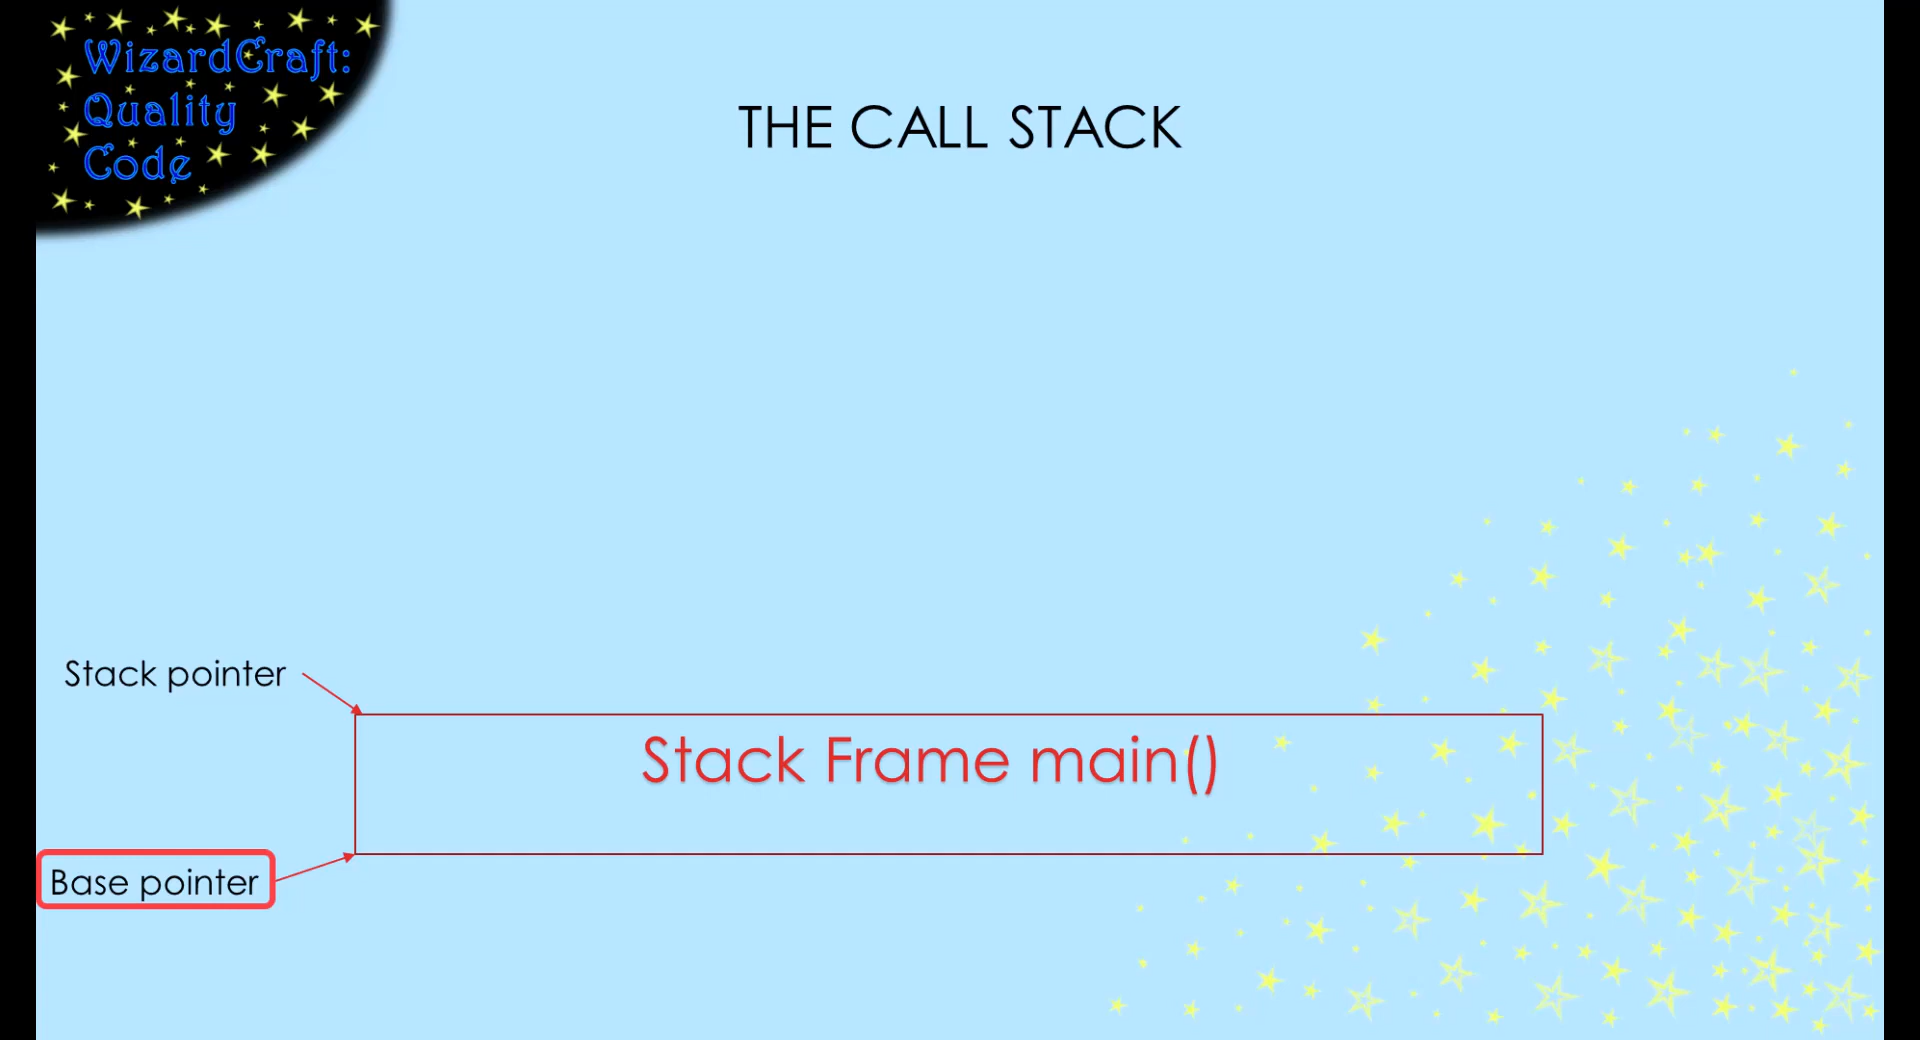 WizardCraft:
Quality
Code
THE CALL STACK
Stack pointer
Stack Frame main()
Base pointer